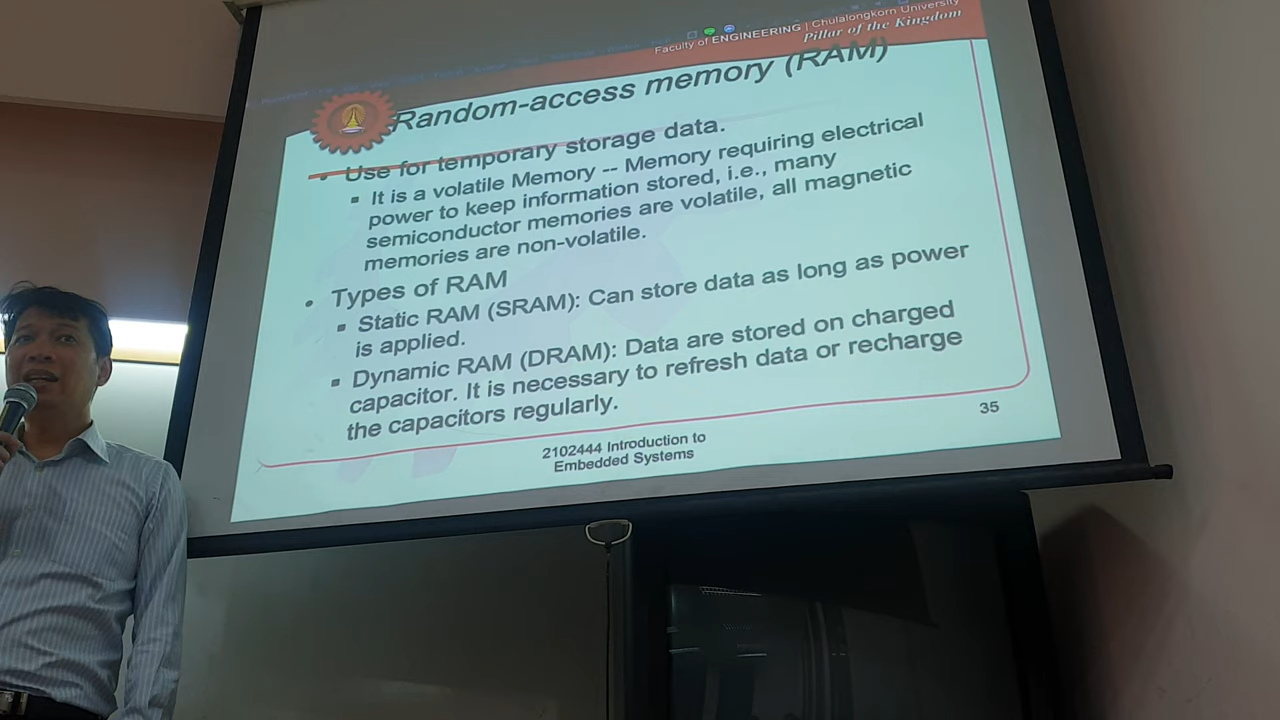 Faculty of ENGINEERING | Chulalongkorn University
Pillar of the Kingdom
Random-access memory (RAM)
• Use for temporary storage data.
▪ It is a volatile Memory -- Memory requiring electrical
power to keep information stored, i.e., many
semiconductor memories are volatile, all magnetic
memories are non-volatile.
• Types of RAM
▪ Static RAM (SRAM): Can store data as long as power
is applied.
▪ Dynamic RAM (DRAM): Data are stored on charged
capacitor. It is necessary to refresh data or recharge
the capacitors regularly.
2102444 Introduction to
Embedded Systems
35